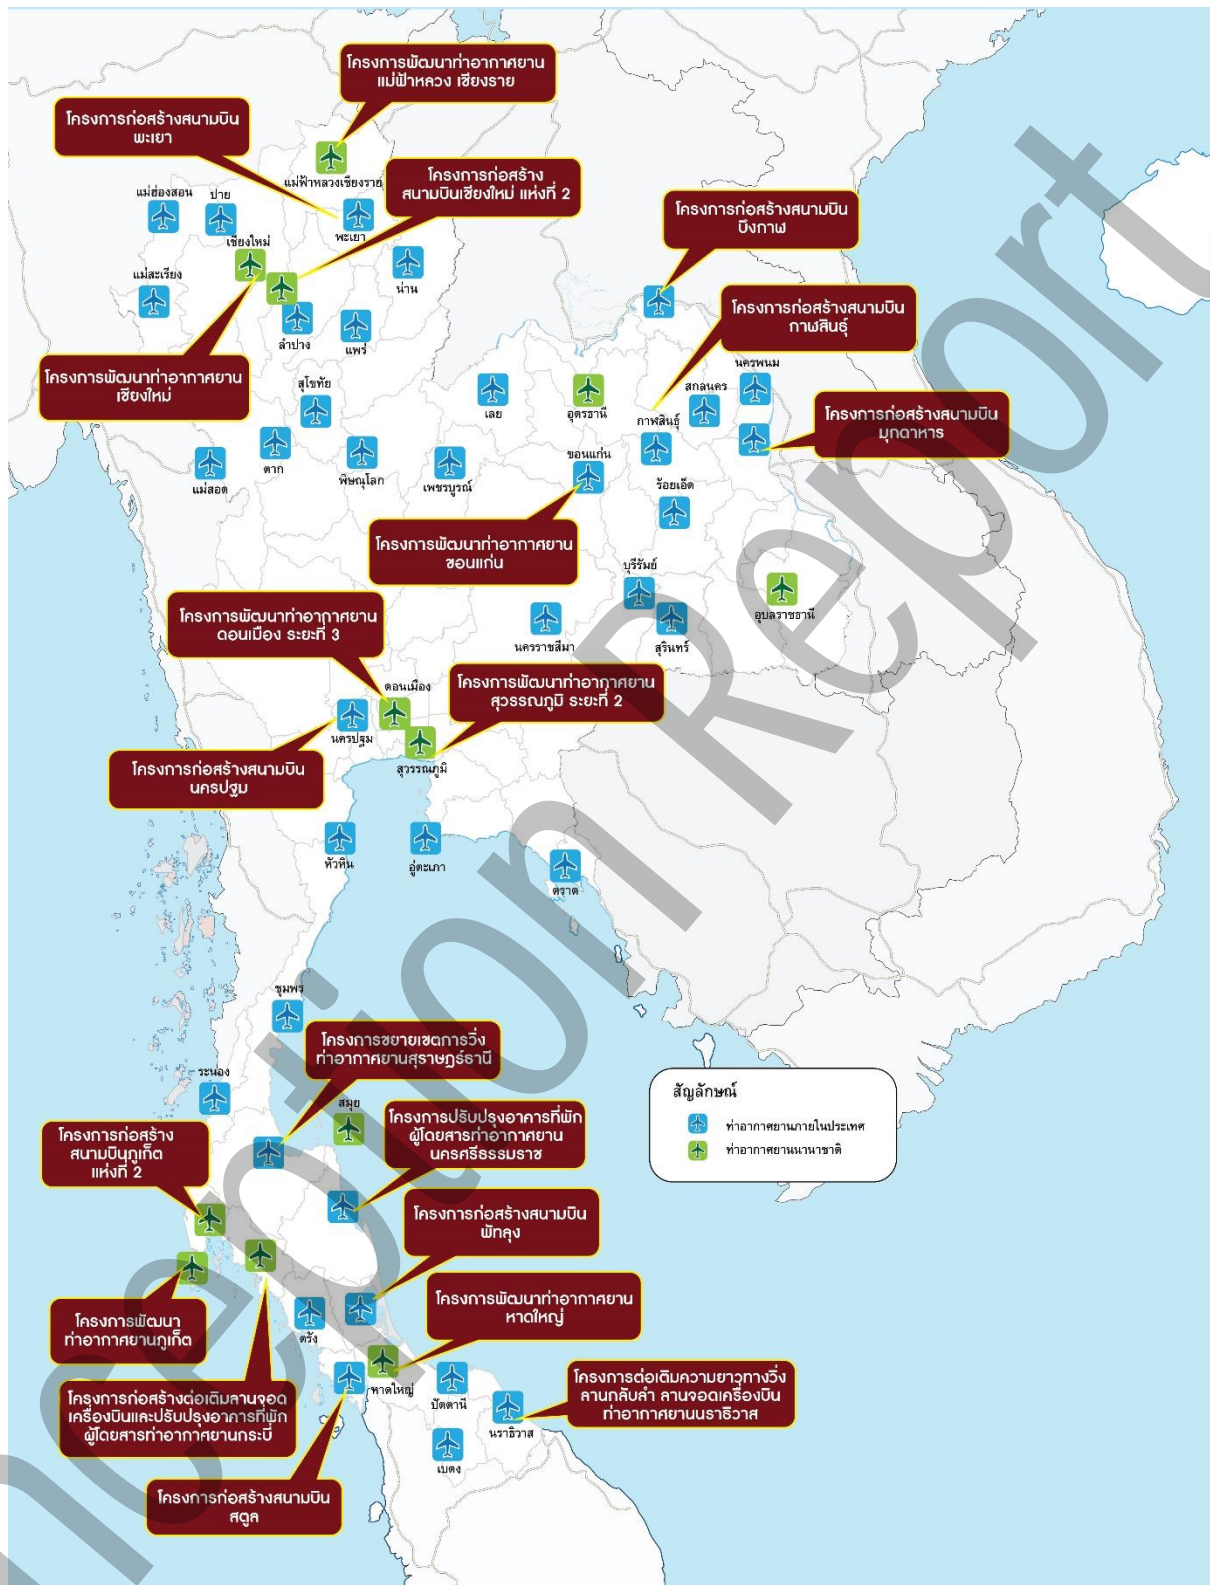 โครงการพัฒนาท่าอากาศยาน
แม่ฟ้าหลวง เชียงราย
โครงการก่อสร้างสนามบิน
พะเยา
แม่ฟ้าหลวงเชียงราย
โครงการก่อสร้าง
สนามบินเชียงใหม่ แห่งที่ 2
แม่ฮ่องสอน
ปาย
พะเยา
โครงการก่อสร้างสนามบิน
บึงกาฬ
เชียงใหม่
แม่สะเรียง
น่าน
ลำปาง
แพร่
โครงการก่อสร้างสนามบิน
กาฬสินธุ์
โครงการพัฒนาท่าอากาศยาน
เชียงใหม่
สุโขทัย
เลย
อุดรธานี
นครพนม
สกลนคร
กาฬสินธุ์
โครงการก่อสร้างสนามบิน
มุกดาหาร
ตาก
แม่สอด
พิษณุโลก
เพชรบูรณ์
ขอนแก่น
ร้อยเอ็ด
โครงการพัฒนาท่าอากาศยาน
ขอนแก่น
บุรีรัมย์
อุบลราชธานี
โครงการพัฒนาท่าอากาศยาน
ดอนเมือง ระยะที่ 3
นครราชสีมา
สุรินทร์
ดอนเมือง
โครงการพัฒนาท่าอากาศยาน
สุวรรณภูมิ ระยะที่ 2
นครปฐม
สุวรรณภูมิ
โครงการก่อสร้างสนามบิน
นครปฐม
หัวหิน
อู่ตะเภา
ตราด
ชุมพร
โครงการขยายเขตการวิ่ง
ท่าอากาศยานสุราษฎร์ธานี
ระนอง
สมุย
สัญลักษณ์
ท่าอากาศยานภายในประเทศ
ท่าอากาศยานนานาชาติ
โครงการปรับปรุงอาคารที่พัก
ผู้โดยสารท่าอากาศยาน
นครศรีธรรมราช
โครงการก่อสร้าง
สนามบินภูเก็ต
แห่งที่ 2
โครงการก่อสร้างสนามบิน
พัทลุง
โครงการพัฒนา
ท่าอากาศยานภูเก็ต
โครงการพัฒนาท่าอากาศยาน
หาดใหญ่
ตรัง
หาดใหญ่
ปัตตานี
โครงการต่อเติมความยาวทางวิ่ง
ลานกลับลำ ลานจอดเครื่องบิน
ท่าอากาศยานนราธิวาส
โครงการก่อสร้างต่อเติมลานจอด
เครื่องบินและปรับปรุงอาคารที่พัก
ผู้โดยสารท่าอากาศยานกระบี่
นราธิวาส
เบตง
โครงการก่อสร้างสนามบิน
สตูล
nception Report